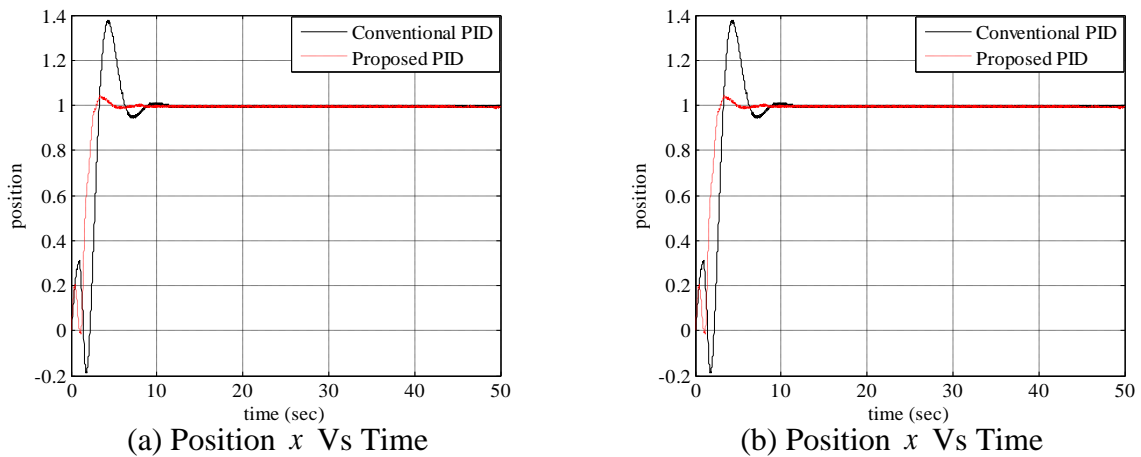 1.4
1.2
1
0.8
0.6
0.4
0.2
0
-0.2
position
Conventional PID
Proposed PID
0 10 20 30 40 50
time (sec)
(a) Position x Vs Time
1.4
1.2
1
0.8
0.6
0.4
0.2
0
-0.2
position
Conventional PID
Proposed PID
0 10 20 30 40 50
time (sec)
(b) Position x Vs Time